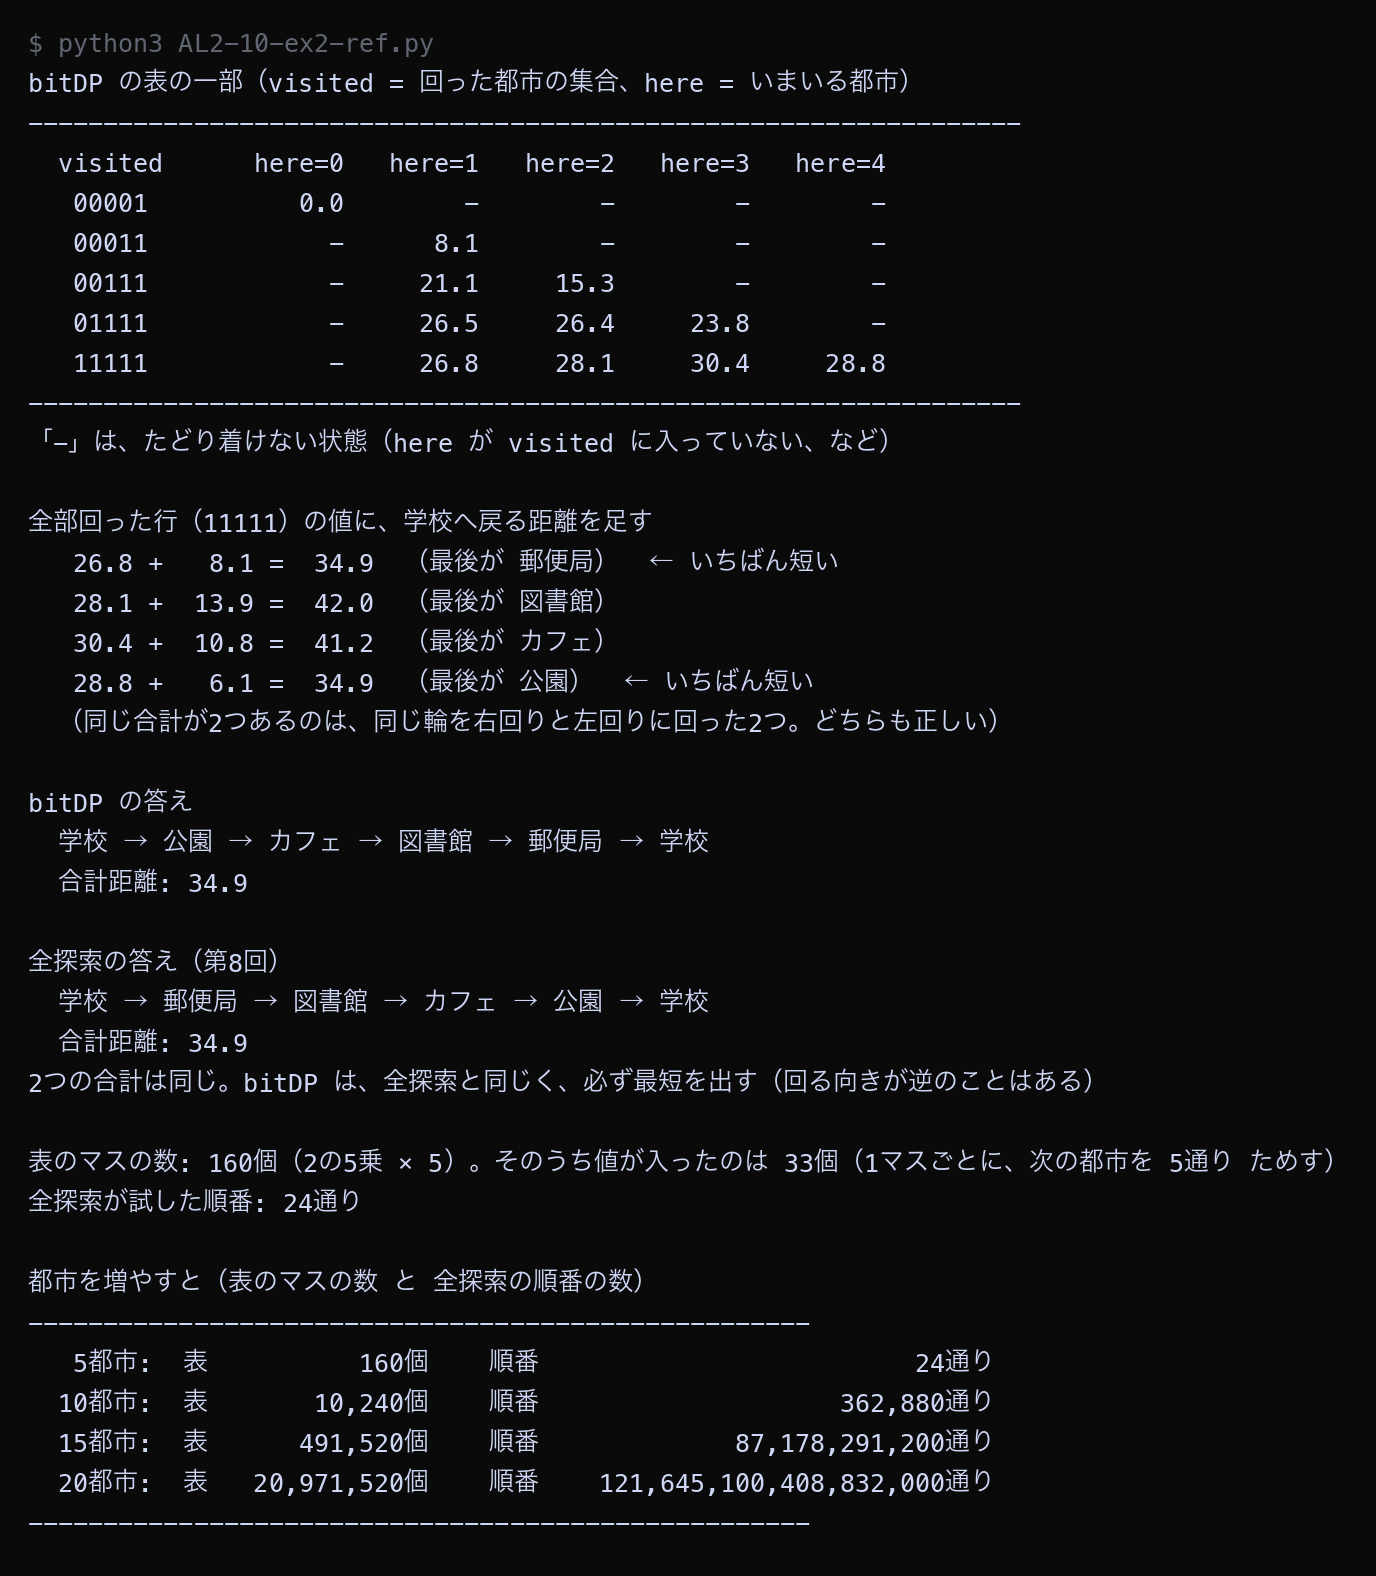 $ python3 AL2-10-ex2-ref.py
bitDP の表の一部（visited = 回った都市の集合、here = いまいる都市）
------------------------------------------------------------------
  visited      here=0   here=1   here=2   here=3   here=4
   00001          0.0        -        -        -        -
   00011            -      8.1        -        -        -
   00111            -     21.1     15.3        -        -
   01111            -     26.5     26.4     23.8        -
   11111            -     26.8     28.1     30.4     28.8
------------------------------------------------------------------
「-」は、たどり着けない状態（here が visited に入っていない、など）

全部回った行（11111）の値に、学校へ戻る距離を足す
   26.8 +   8.1 =  34.9  （最後が 郵便局）  ← いちばん短い
   28.1 +  13.9 =  42.0  （最後が 図書館）
   30.4 +  10.8 =  41.2  （最後が カフェ）
   28.8 +   6.1 =  34.9  （最後が 公園）  ← いちばん短い
  （同じ合計が2つあるのは、同じ輪を右回りと左回りに回った2つ。どちらも正しい）

bitDP の答え
  学校 → 公園 → カフェ → 図書館 → 郵便局 → 学校
  合計距離: 34.9

全探索の答え（第8回）
  学校 → 郵便局 → 図書館 → カフェ → 公園 → 学校
  合計距離: 34.9
2つの合計は同じ。bitDP は、全探索と同じく、必ず最短を出す（回る向きが逆のことはある）

表のマスの数: 160個（2の5乗 × 5）。そのうち値が入ったのは 33個（1マスごとに、次の都市を 5通り ためす）
全探索が試した順番: 24通り

都市を増やすと（表のマスの数 と 全探索の順番の数）
----------------------------------------------------
   5都市:  表          160個    順番                         24通り
  10都市:  表       10,240個    順番                    362,880通り
  15都市:  表      491,520個    順番             87,178,291,200通り
  20都市:  表   20,971,520個    順番    121,645,100,408,832,000通り
----------------------------------------------------